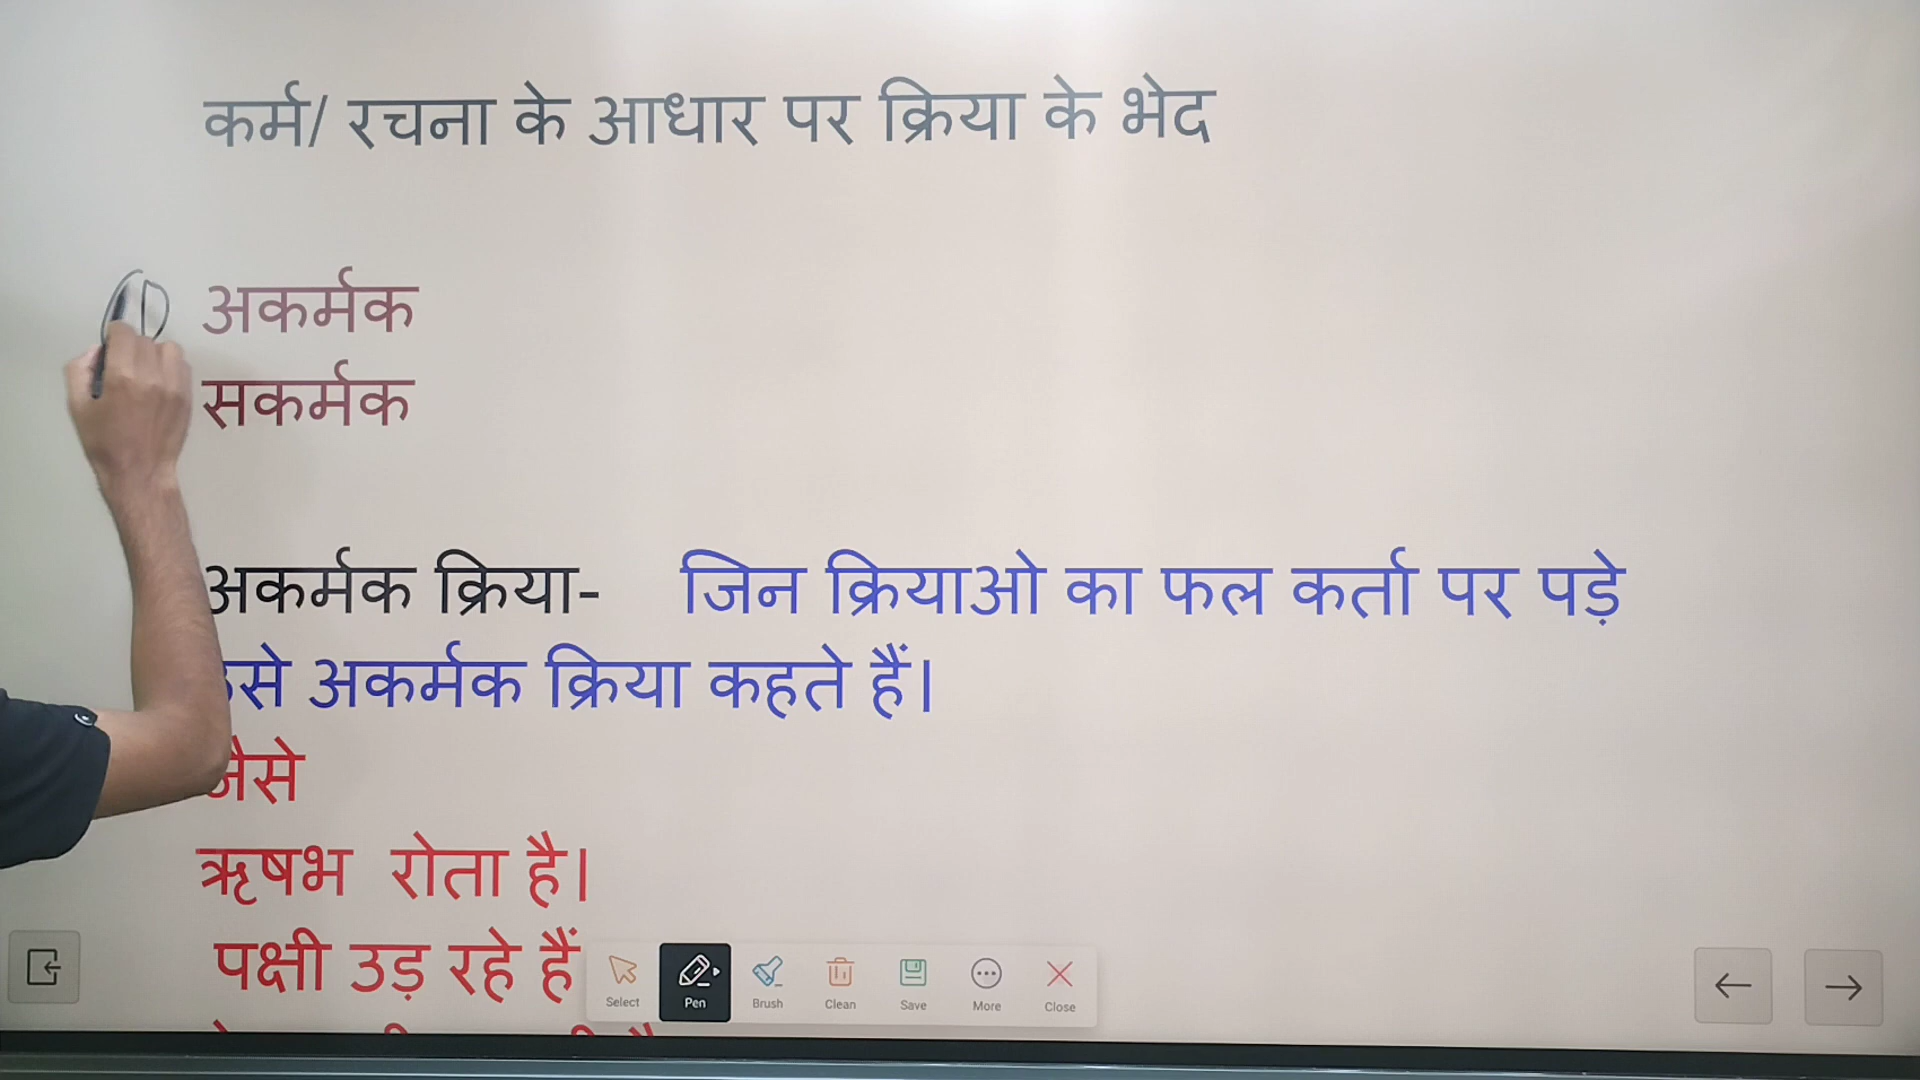 कर्म/ रचना के आधार पर क्रिया के भेद
अकर्मक
सकर्मक
अकर्मक क्रिया- जिन क्रियाओ का फल कर्ता पर पड़े
उसे अकर्मक क्रिया कहते हैं।
जैसे
ऋषभ रोता है।
पक्षी उड़ रहे हैं
Select Pen Brush Clean Save More Close